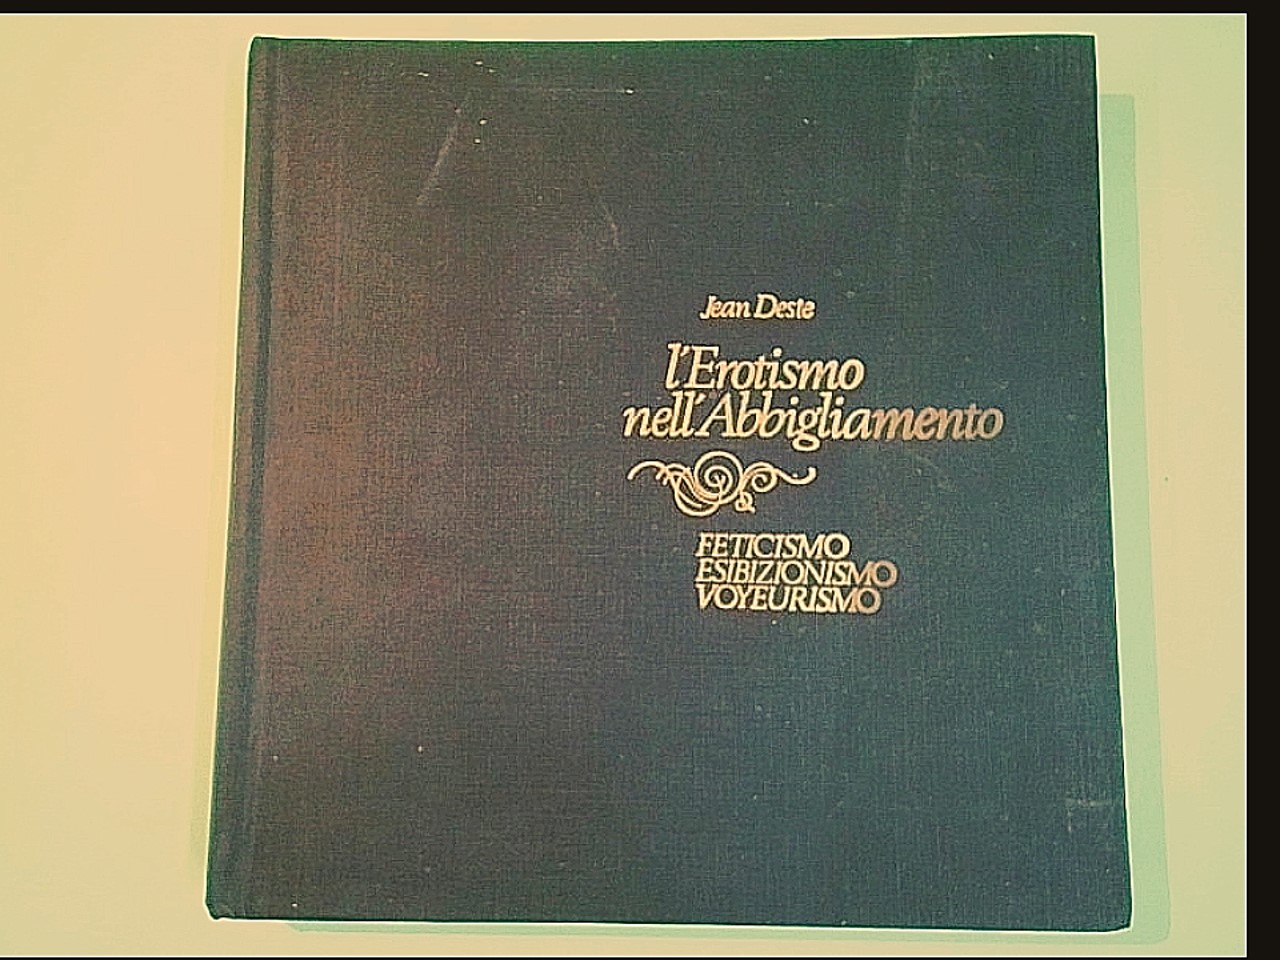 Jean Deste
l'Erotismo
nell'Abbigliamento
FETICISMO
ESIBIZIONISMO
VOYEURISMO